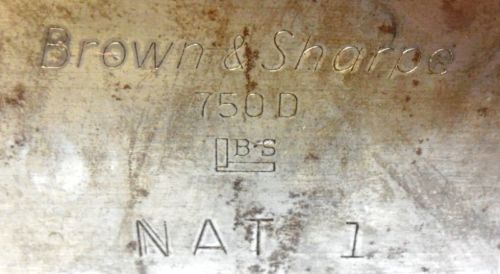 Brown & Sharpe
750D
B·S
NAT 1